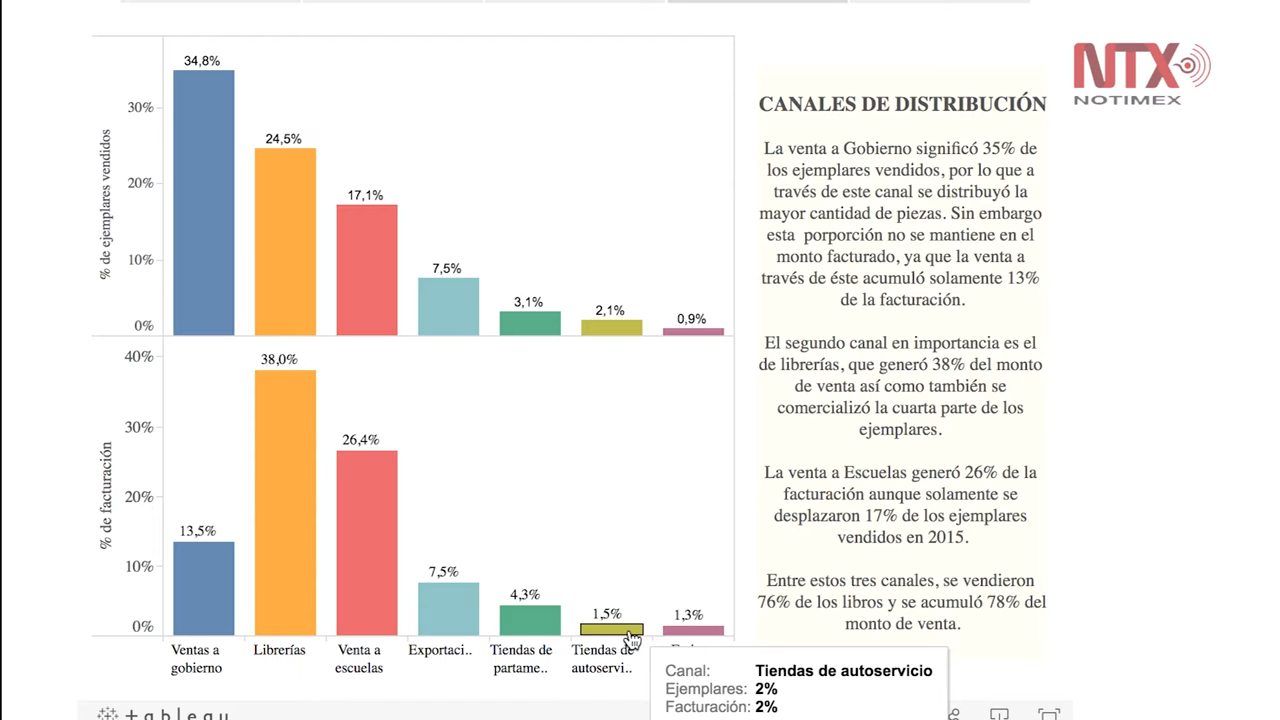 NTX
NOTIMEX
CANALES DE DISTRIBUCIÓN
La venta a Gobierno significó 35% de
los ejemplares vendidos, por lo que a
través de este canal se distribuyó la
mayor cantidad de piezas. Sin embargo
esta porporción no se mantiene en el
monto facturado, ya que la venta a
través de éste acumuló solamente 13%
de la facturación.
El segundo canal en importancia es el
de librerías, que generó 38% del monto
de venta así como también se
comercializó la cuarta parte de los
ejemplares.
La venta a Escuelas generó 26% de la
facturación aunque solamente se
desplazaron 17% de los ejemplares
vendidos en 2015.
Entre estos tres canales, se vendieron
76% de los libros y se acumuló 78% del
monto de venta.
% de ejemplares vendidos
30%
20%
10%
0%
34,8%
24,5%
17,1%
7,5%
3,1%
2,1%
0,9%
% de facturación
40%
30%
20%
10%
0%
13,5%
38,0%
26,4%
7,5%
4,3%
1,5%
1,3%
Ventas a
gobierno
Librerías
Venta a
escuelas
Exportaci..
Tiendas de
partame..
Tiendas de
autoservi..
Canal: Tiendas de autoservicio
Ejemplares: 2%
Facturación: 2%
tableau